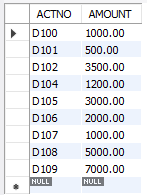 ACTNO AMOUNT
D100 1000.00
D101 500.00
D102 3500.00
D104 1200.00
D105 3000.00
D106 2000.00
D107 1000.00
D108 5000.00
D109 7000.00
NULL NULL